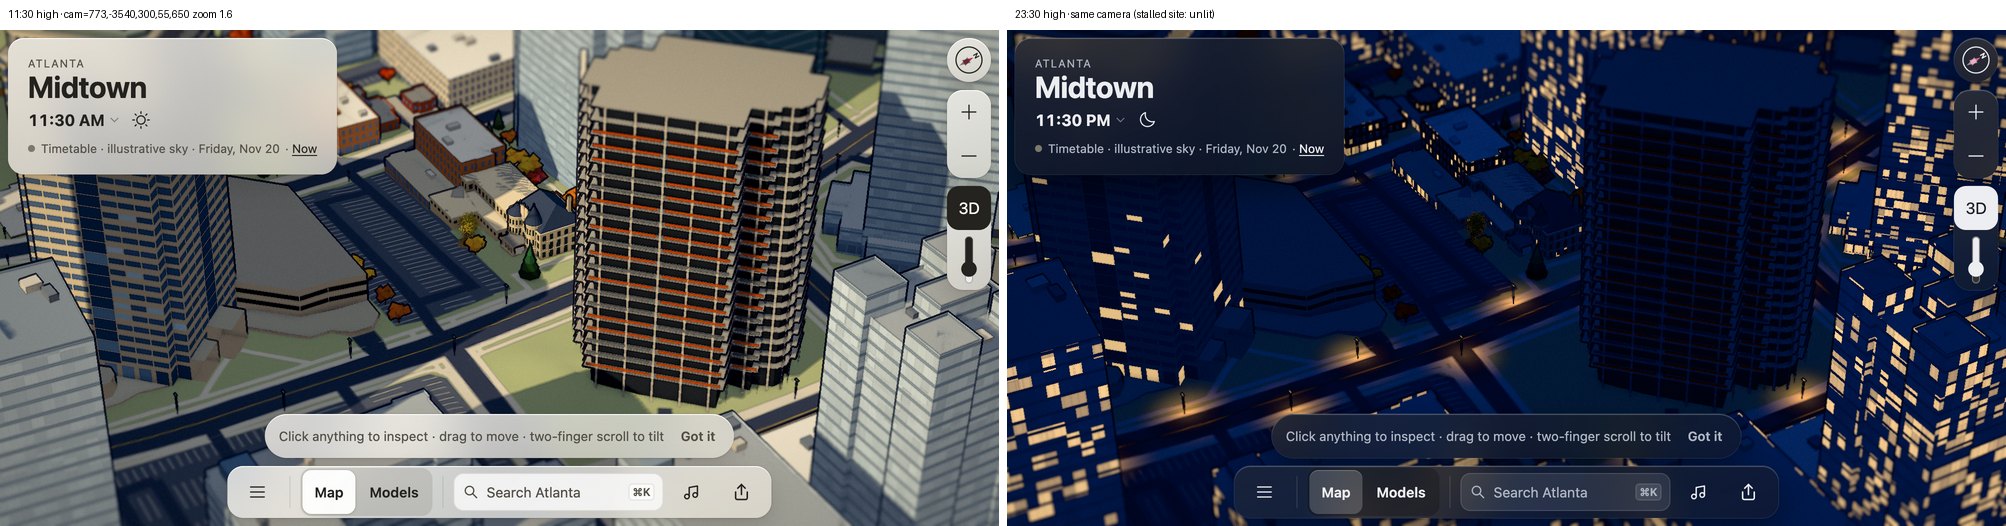 11:30 high · cam=773,-3540,300,55,650 zoom 1.6
ATLANTA
Midtown
11:30 AM
Timetable · illustrative sky · Friday, Nov 20 · Now
3D
Click anything to inspect · drag to move · two-finger scroll to tilt Got it
Map Models Search Atlanta ⌘K
23:30 high · same camera (stalled site: unlit)
ATLANTA
Midtown
11:30 PM
Timetable · illustrative sky · Friday, Nov 20 · Now
3D
Click anything to inspect · drag to move · two-finger scroll to tilt Got it
Map Models Search Atlanta ⌘K